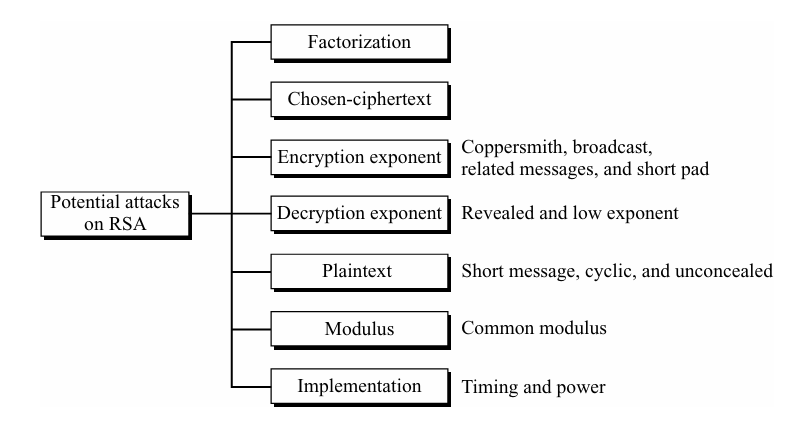 Potential attacks
on RSA
Factorization
Chosen-ciphertext
Encryption exponent
Coppersmith, broadcast,
related messages, and short pad
Decryption exponent
Revealed and low exponent
Plaintext
Short message, cyclic, and unconcealed
Modulus
Common modulus
Implementation
Timing and power